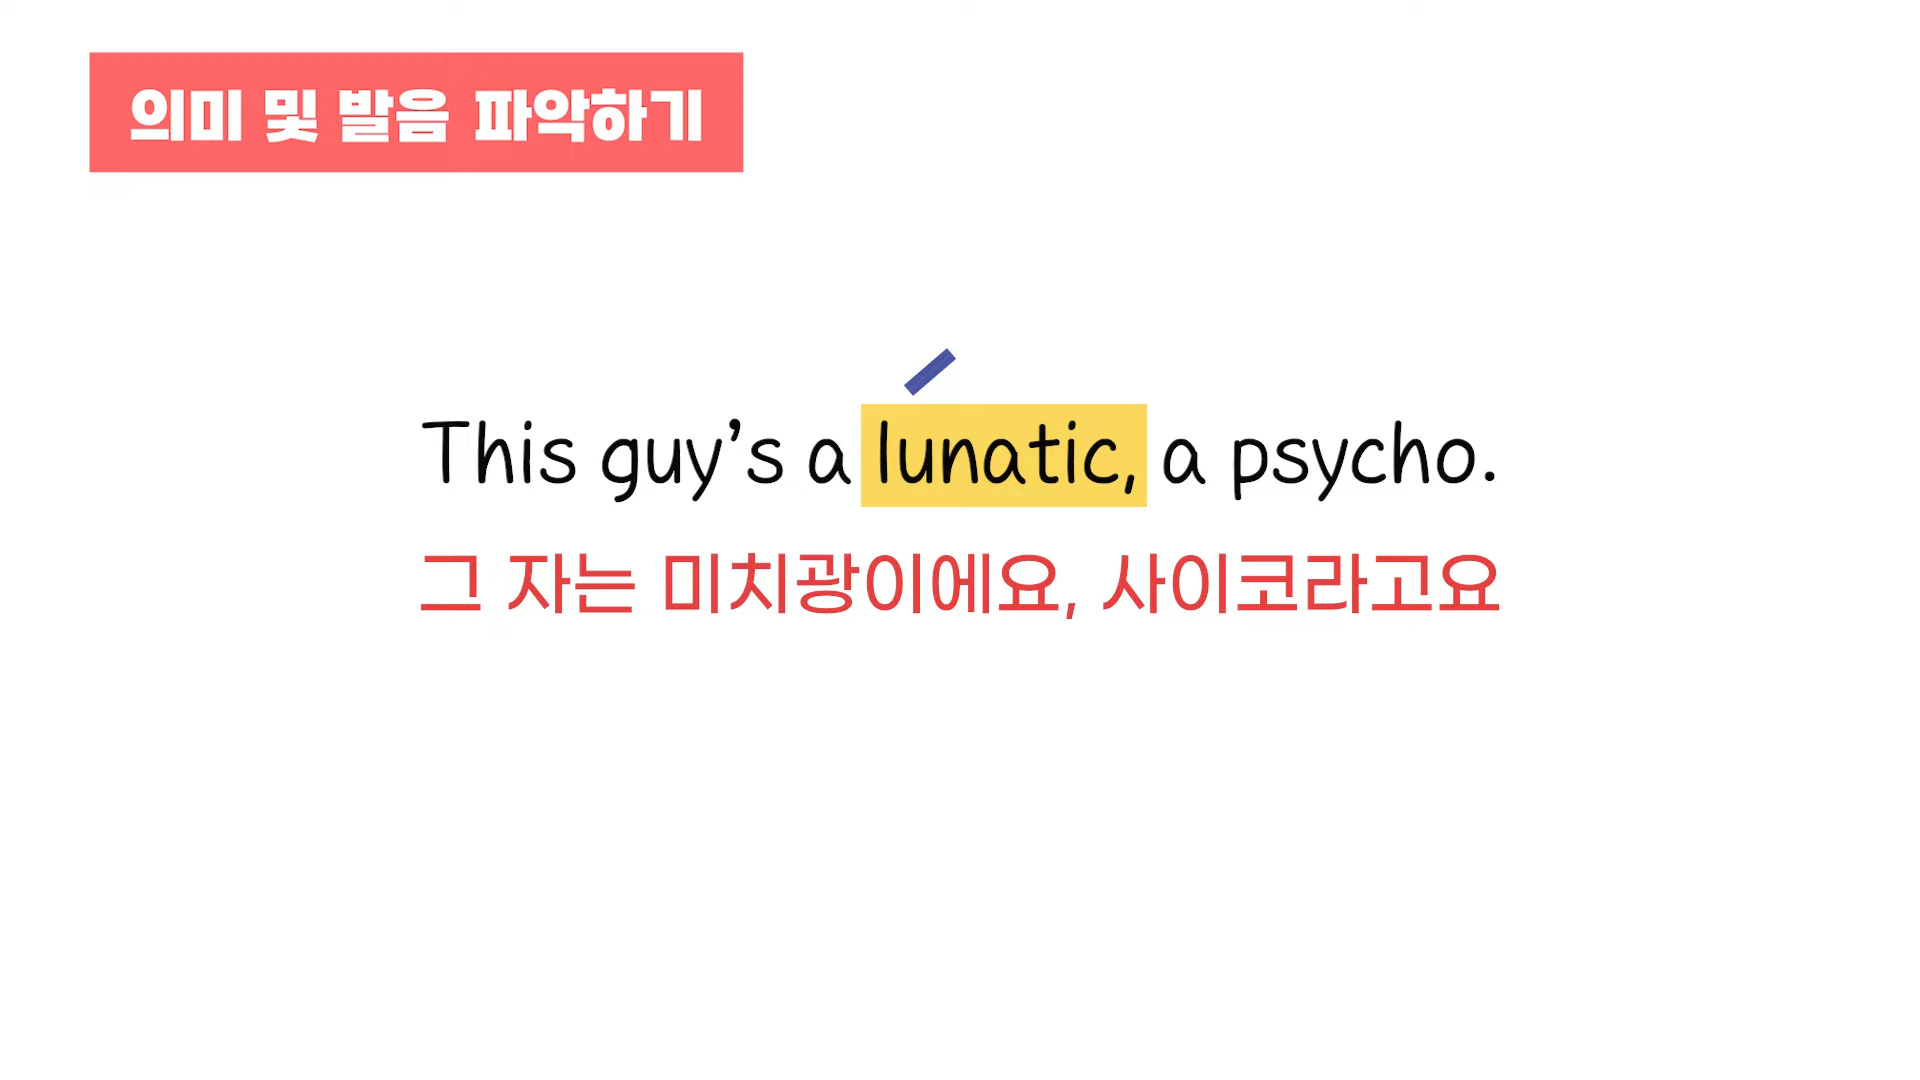 의미 및 발음 파악하기
This guy’s a lunatic, a psycho.
그 자는 미치광이에요, 사이코라고요